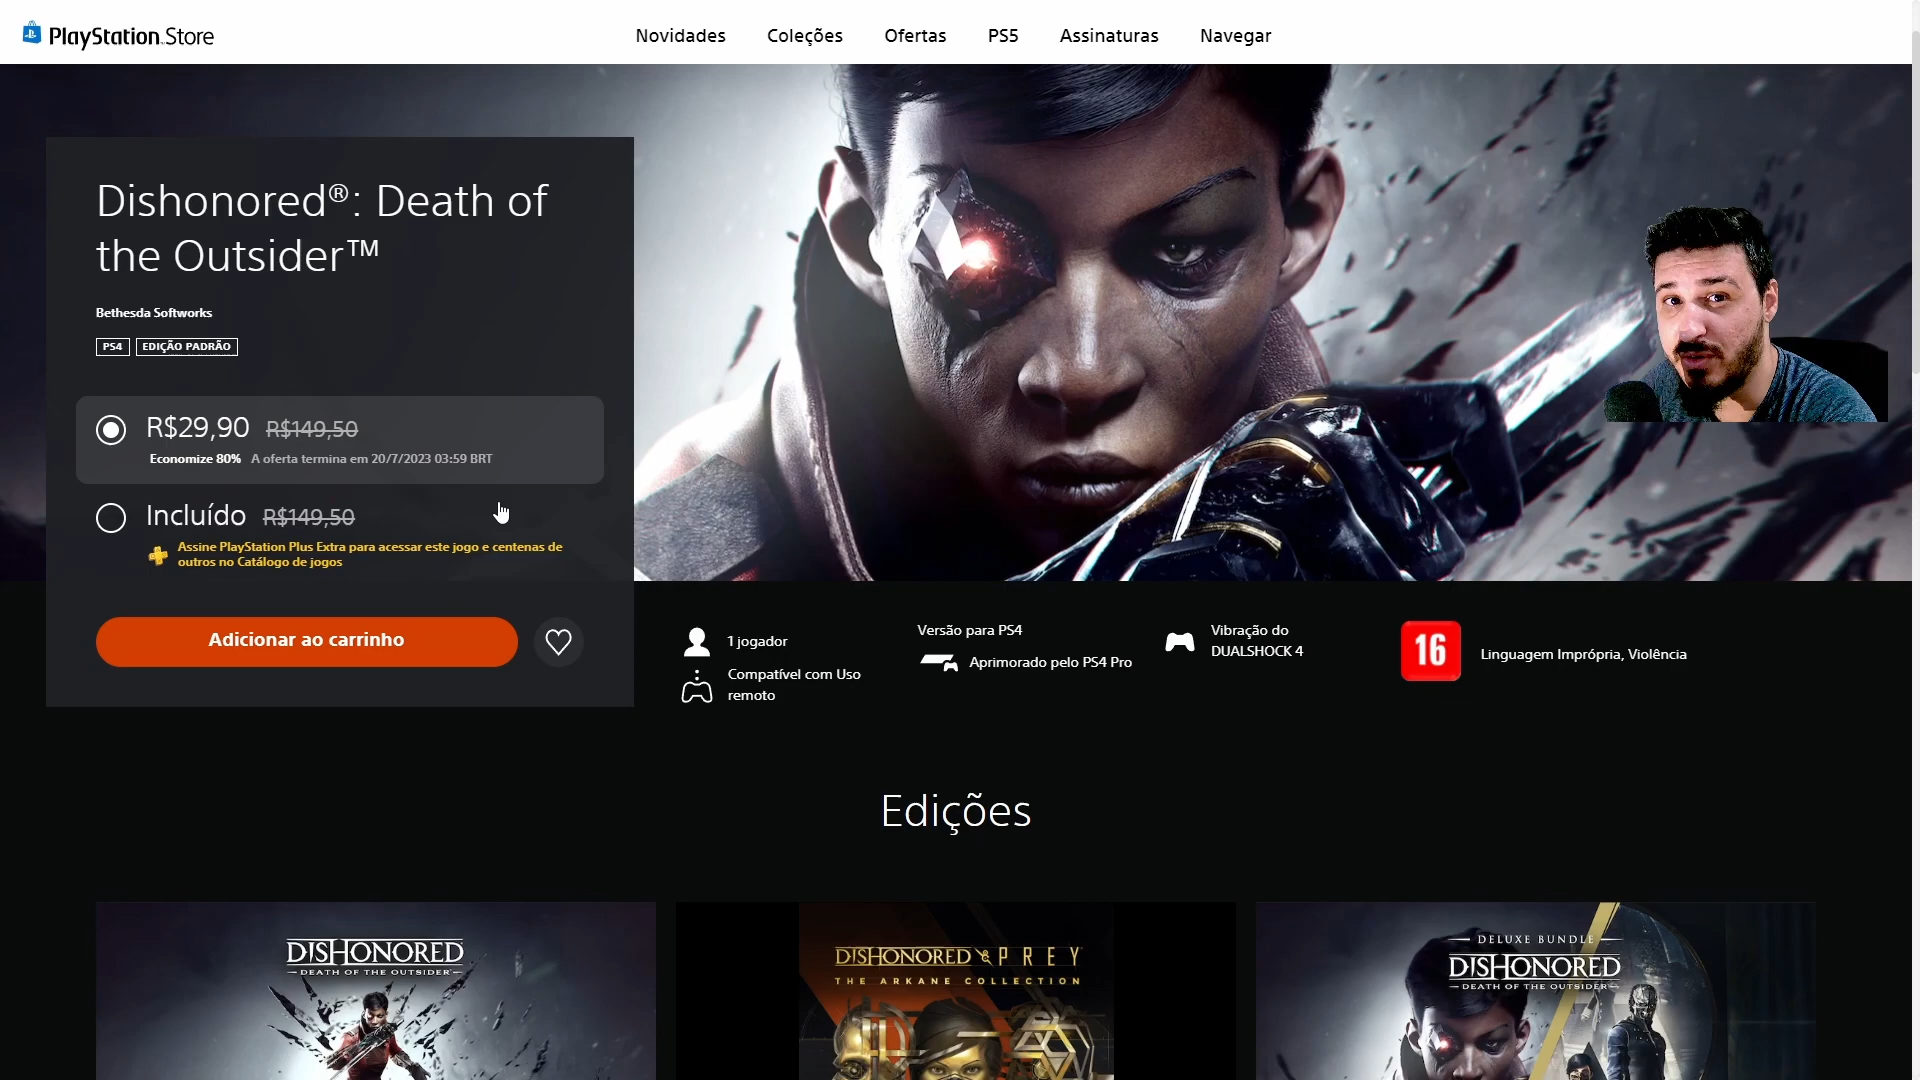 PlayStation Store
Novidades
Coleções
Ofertas
PS5
Assinaturas
Navegar
Dishonored®: Death of
the Outsider™
Bethesda Softworks
PS4
EDIÇÃO PADRÃO
R$29,90 R$149,50
Economize 80% A oferta termina em 20/7/2023 03:59 BRT
Incluído R$149,50
Assine PlayStation Plus Extra para acessar este jogo e centenas de
outros no Catálogo de jogos
Adicionar ao carrinho
1 jogador
Compatível com Uso
remoto
Versão para PS4
Aprimorado pelo PS4 Pro
Vibração do
DUALSHOCK 4
16
Linguagem Imprópria, Violência
Edições
DISHONORED
DEATH OF THE OUTSIDER
DISHONORED & PREY
THE ARKANE COLLECTION
DELUXE BUNDLE
DISHONORED
DEATH OF THE OUTSIDER